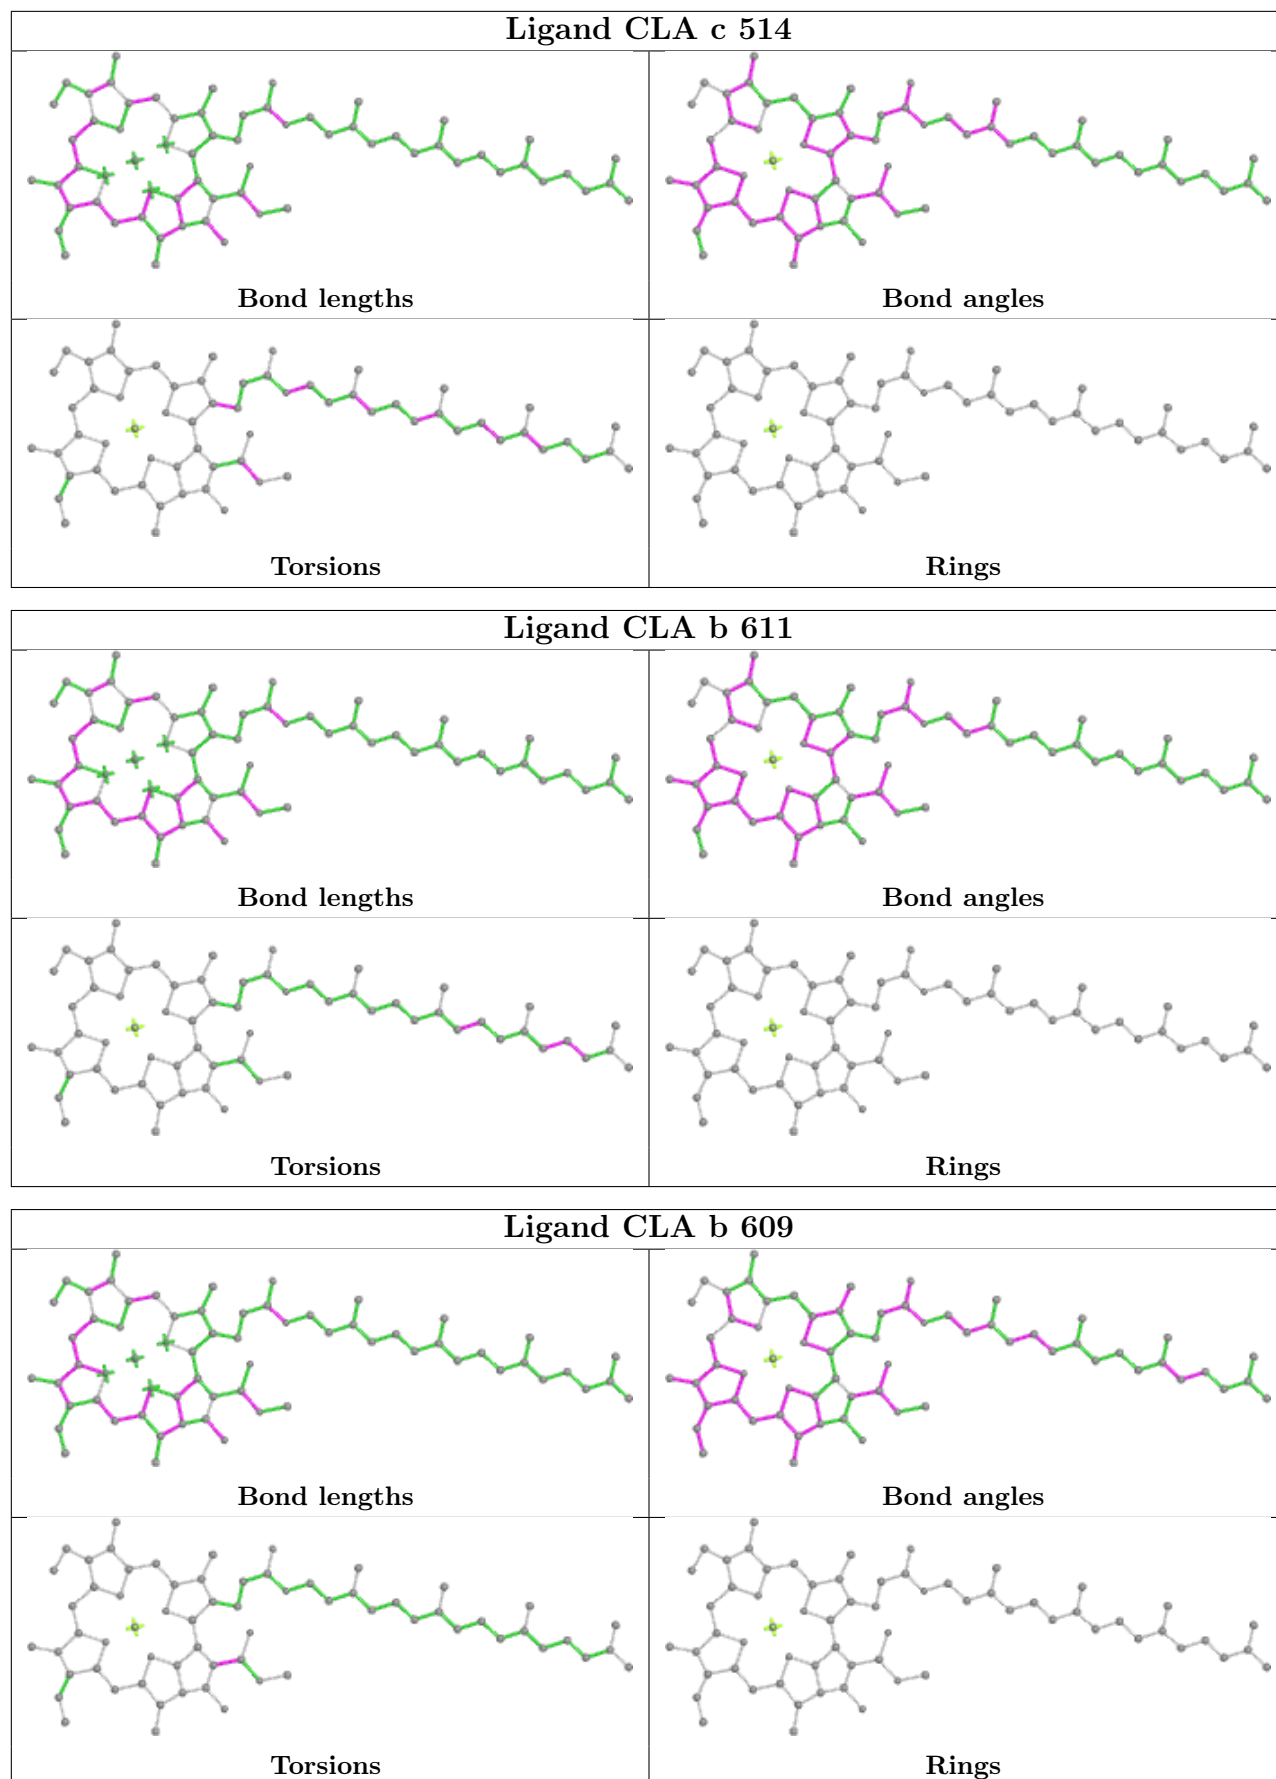 Ligand CLA c 514
Bond lengths
Bond angles
Torsions
Rings
Ligand CLA b 611
Bond lengths
Bond angles
Torsions
Rings
Ligand CLA b 609
Bond lengths
Bond angles
Torsions
Rings